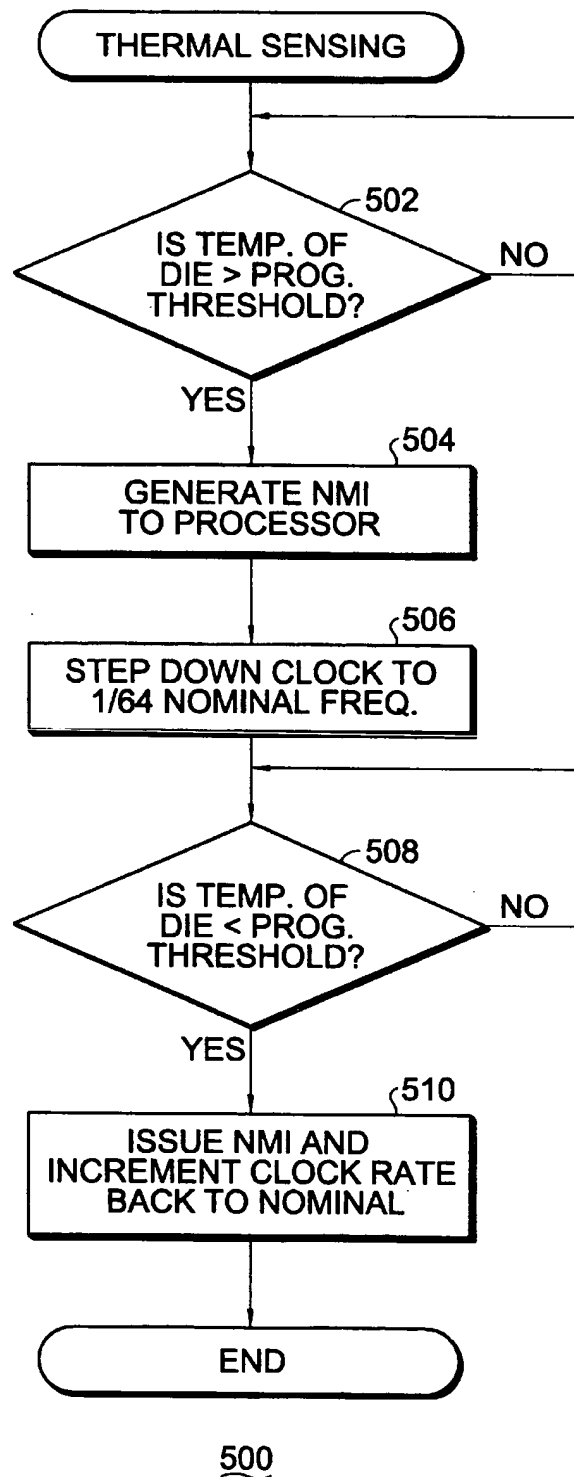 THERMAL SENSING
502
IS TEMP. OF
DIE > PROG.
THRESHOLD?
NO
YES
504
GENERATE NMI
TO PROCESSOR
506
STEP DOWN CLOCK TO
1/64 NOMINAL FREQ.
508
IS TEMP. OF
DIE < PROG.
THRESHOLD?
NO
YES
510
ISSUE NMI AND
INCREMENT CLOCK RATE
BACK TO NOMINAL
END
500